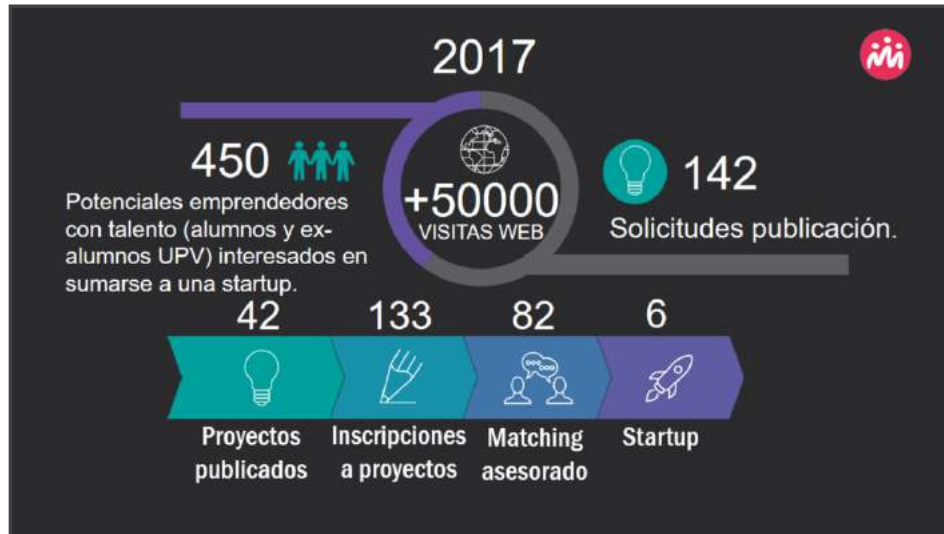 2017
450
Potenciales emprendedores
con talento (alumnos y ex-
alumnos UPV) interesados en
sumarse a una startup.
+50000
VISITAS WEB
142
Solicitudes publicación.
42
133
82
6
Proyectos
publicados
Inscripciones
a proyectos
Matching
asesorado
Startup